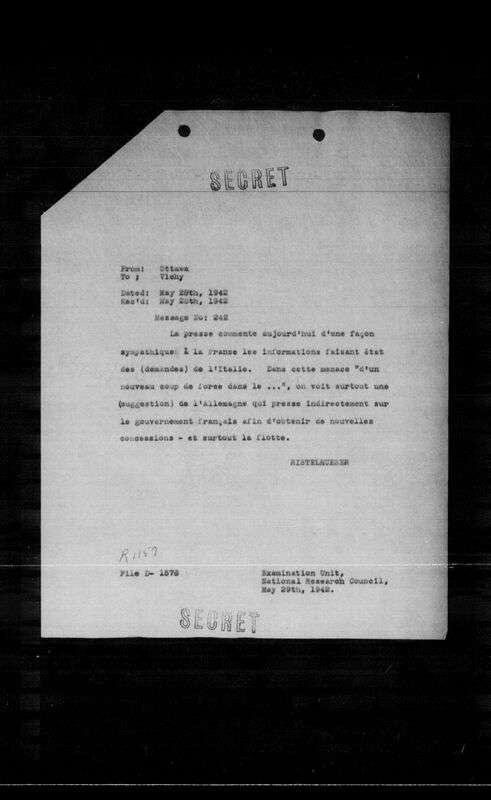 SECRET
From: Ottawa
To ; Vichy
Dated: May 28th, 1942
Rec'd: May 28th, 1942
Message No: 242
La presse commente aujourd'hui d'une façon
sympathique à la France les informations faisant état
des (demandes) de l'Italie. Dans cette menace "d'un
nouveau coup de force dans le ...", on voit surtout une
(suggestion) de l'Allemagne qui presse indirectement sur
le gouvernement français afin d'obtenir de nouvelles
concessions - et surtout la flotte.
RISTELHUEBER
R1157
File D- 1578
Examination Unit,
National Research Council,
May 29th, 1942.
SECRET